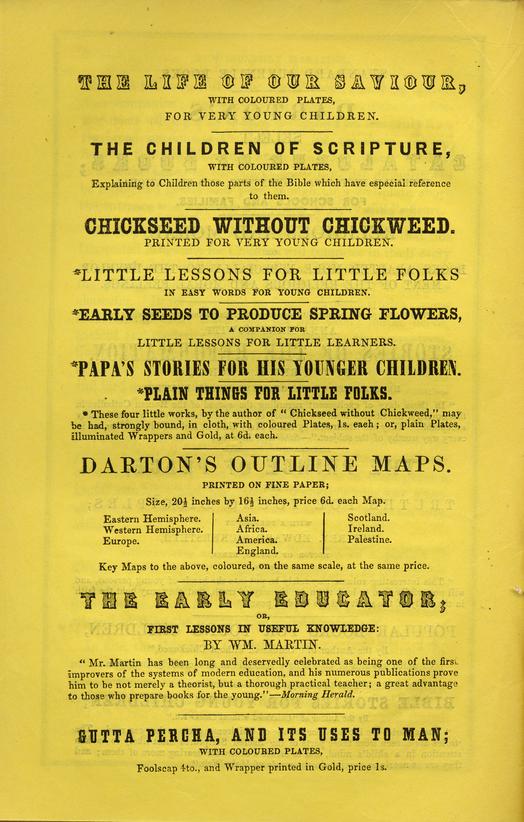 THE LIFE OF OUR SAVIOUR,
WITH COLOURED PLATES,
FOR VERY YOUNG CHILDREN.
THE CHILDREN OF SCRIPTURE,
WITH COLOURED PLATES,
Explaining to Children those parts of the Bible which have especial reference
to them.
CHICKSEED WITHOUT CHICKWEED.
PRINTED FOR VERY YOUNG CHILDREN.
*LITTLE LESSONS FOR LITTLE FOLKS
IN EASY WORDS FOR YOUNG CHILDREN.
*EARLY SEEDS TO PRODUCE SPRING FLOWERS,
A COMPANION FOR
LITTLE LESSONS FOR LITTLE LEARNERS.
*PAPA'S STORIES FOR HIS YOUNGER CHILDREN.
*PLAIN THINGS FOR LITTLE FOLKS.
* These four little works, by the author of "Chickseed without Chickweed," may
be had, strongly bound, in cloth, with coloured Plates, 1s. each; or, plain Plates,
illuminated Wrappers and Gold, at 6d. each.
DARTON'S OUTLINE MAPS.
PRINTED ON FINE PAPER;
Size, 20½ inches by 16½ inches, price 6d. each Map.
Eastern Hemisphere.
Western Hemisphere.
Europe.
Asia.
Africa.
America.
England.
Scotland.
Ireland.
Palestine.
Key Maps to the above, coloured, on the same scale, at the same price.
THE EARLY EDUCATOR;
OR,
FIRST LESSONS IN USEFUL KNOWLEDGE:
BY WM. MARTIN.
"Mr. Martin has been long and deservedly celebrated as being one of the first
improvers of the systems of modern education, and his numerous publications prove
him to be not merely a theorist, but a thorough practical teacher; a great advantage
to those who prepare books for the young."—Morning Herald.
GUTTA PERCHA, AND ITS USES TO MAN;
WITH COLOURED PLATES,
Foolscap 4to., and Wrapper printed in Gold, price 1s.